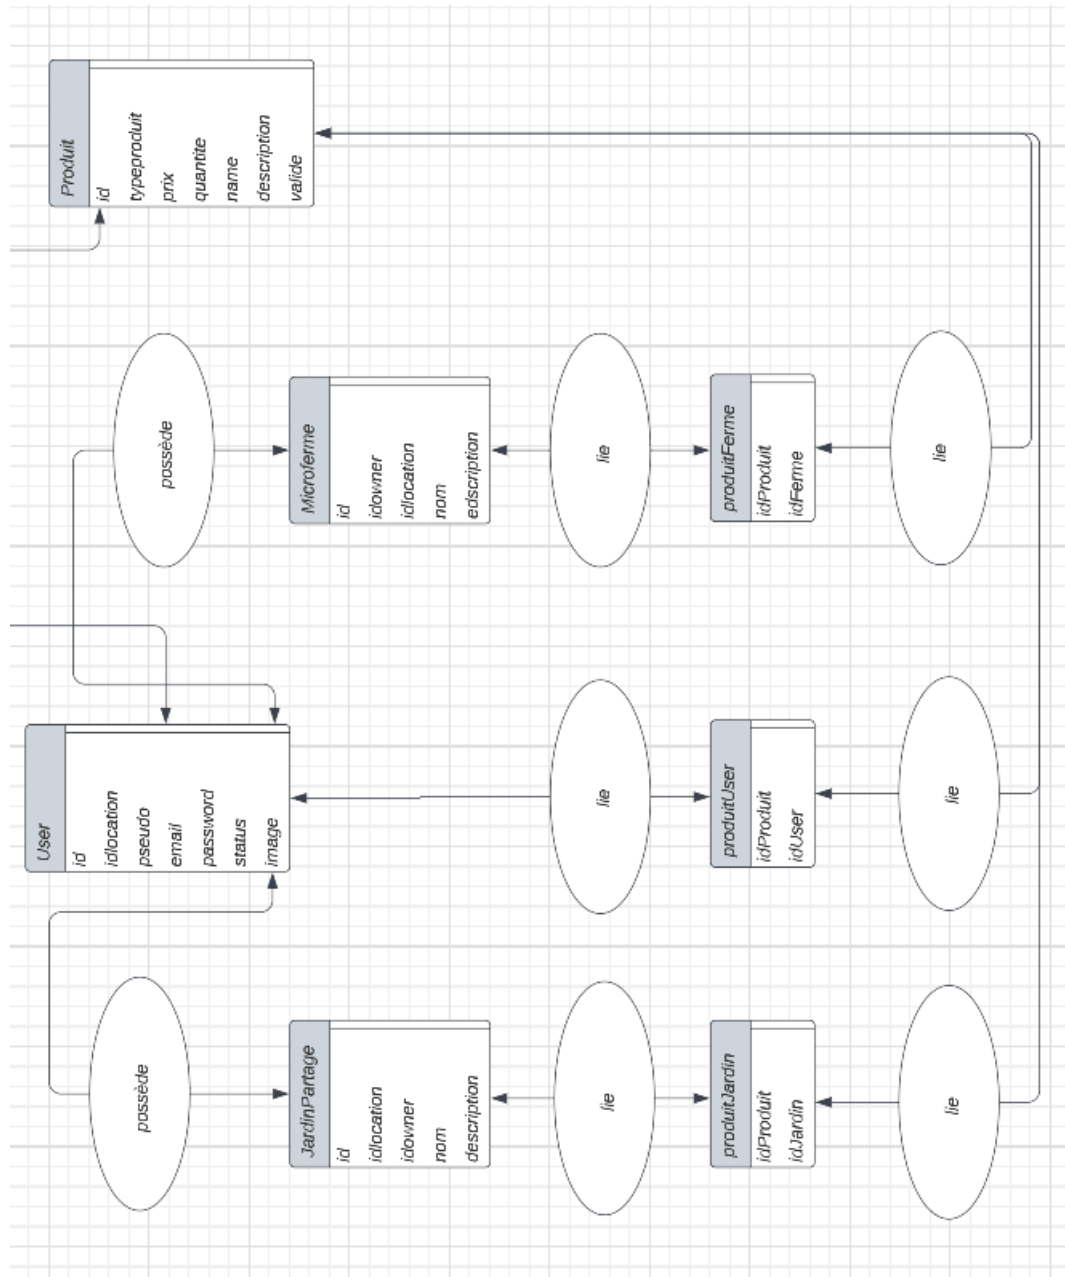 Produit
id
typeproduit
prix
quantite
name
description
valide
possède
Microferme
id
idowner
idlocation
nom
edscription
lie
produitFerme
idProduit
idFerme
lie
User
id
idlocation
pseudo
email
password
status
image
lie
produitUser
idProduit
idUser
lie
possède
JardinPartage
id
idlocation
idowner
nom
description
lie
produitJardin
idProduit
idJardin
lie